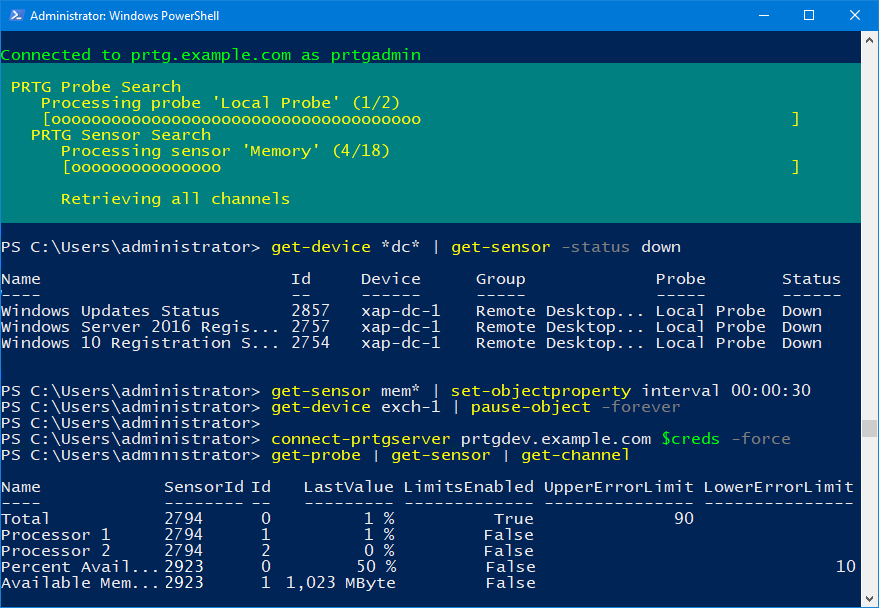 Administrator: Windows PowerShell
Connected to prtg.example.com as prtgadmin
PRTG Probe Search
Processing probe 'Local Probe' (1/2)
[ooooooooooooooooooooooooooooooooooooo ]
PRTG Sensor Search
Processing sensor 'Memory' (4/18)
[ooooooooooooooo ]
Retrieving all channels
PS C:\Users\administrator> get-device *dc* | get-sensor -status down
Name Id Device Group Probe Status
---- -- ------ ----- ----- ------
Windows Updates Status 2857 xap-dc-1 Remote Desktop... Local Probe Down
Windows Server 2016 Regis... 2757 xap-dc-1 Remote Desktop... Local Probe Down
Windows 10 Registration S... 2754 xap-dc-1 Remote Desktop... Local Probe Down
PS C:\Users\administrator> get-sensor mem* | set-objectproperty interval 00:00:30
PS C:\Users\administrator> get-device exch-1 | pause-object -forever
PS C:\Users\administrator>
PS C:\Users\administrator> connect-prtgserver prtgdev.example.com $creds -force
PS C:\Users\administrator> get-probe | get-sensor | get-channel
Name SensorId Id LastValue LimitsEnabled UpperErrorLimit LowerErrorLimit
---- -------- -- --------- ------------- --------------- ---------------
Total 2794 0 1 % True 90
Processor 1 2794 1 1 % False
Processor 2 2794 2 0 % False
Percent Avail... 2923 0 50 % False 10
Available Mem... 2923 1 1,023 MByte False